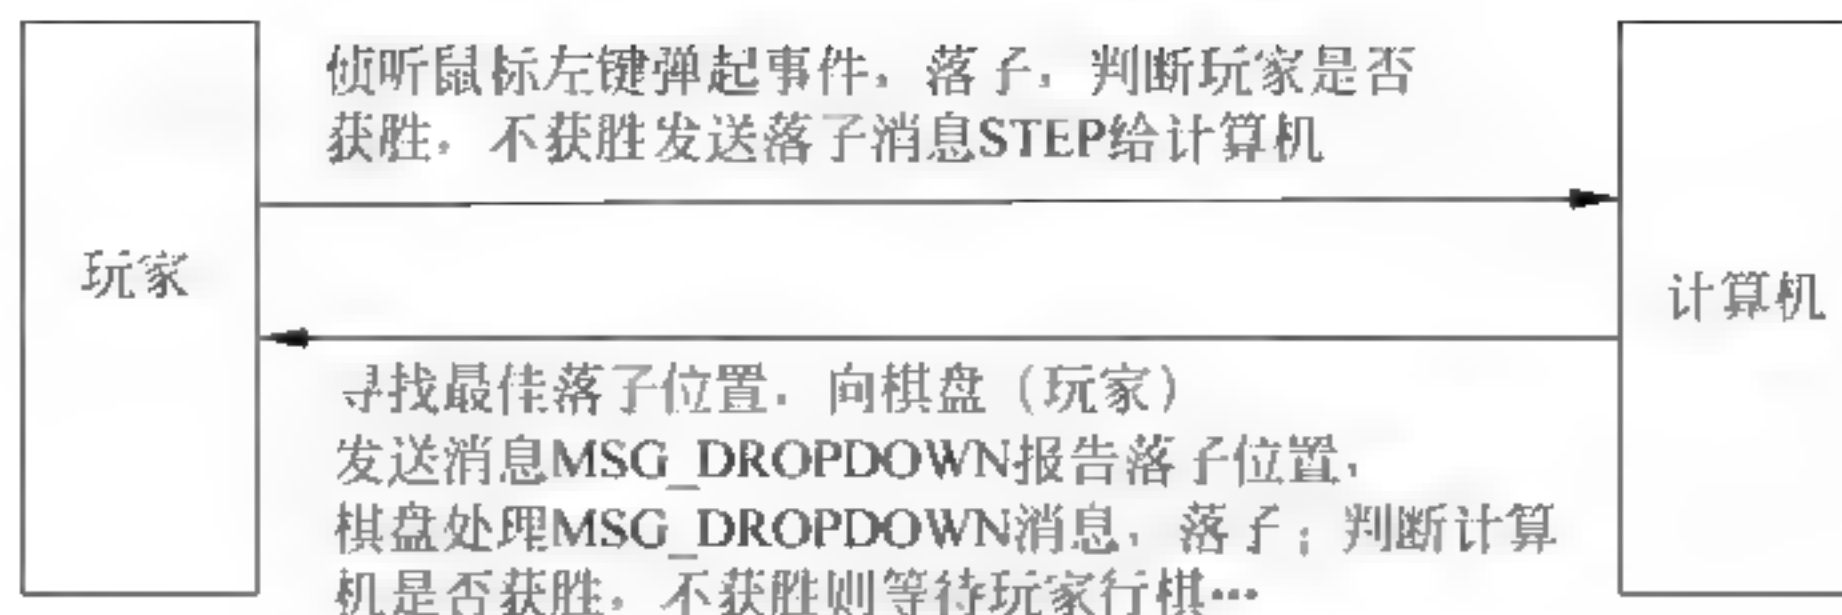 侦听鼠标左键弹起事件，落子，判断玩家是否
获胜，不获胜发送落子消息STEP给计算机
玩家
计算机
寻找最佳落子位置，向棋盘（玩家）
发送消息MSG_DROPDOWN报告落子位置，
棋盘处理MSG_DROPDOWN消息，落子；判断计算
机是否获胜，不获胜则等待玩家行棋…